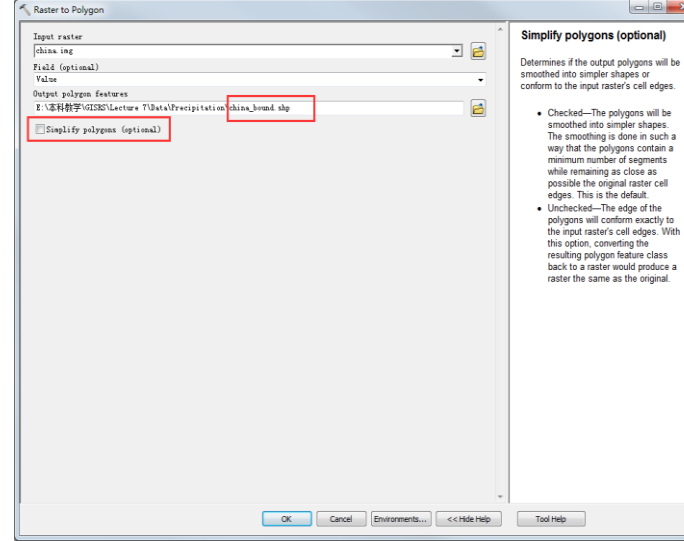 Raster to Polygon
Input raster
china.img
Field (optional)
Value
Output polygon features
E:\本科教学\GISRS\Lecture 7\Data\Precipitation\china_bound.shp
Simplify polygons (optional)
OK
Cancel
Environments...
<< Hide Help
Tool Help
Simplify polygons (optional)
Determines if the output polygons will be
smoothed into simpler shapes or
conform to the input raster's cell edges.
• Checked—The polygons will be
smoothed into simpler shapes.
The smoothing is done in such a
way that the polygons contain a
minimum number of segments
while remaining as close as
possible the original raster cell
edges. This is the default.
• Unchecked—The edge of the
polygons will conform exactly to
the input raster's cell edges. With
this option, converting the
resulting polygon feature class
back to a raster would produce a
raster the same as the original.